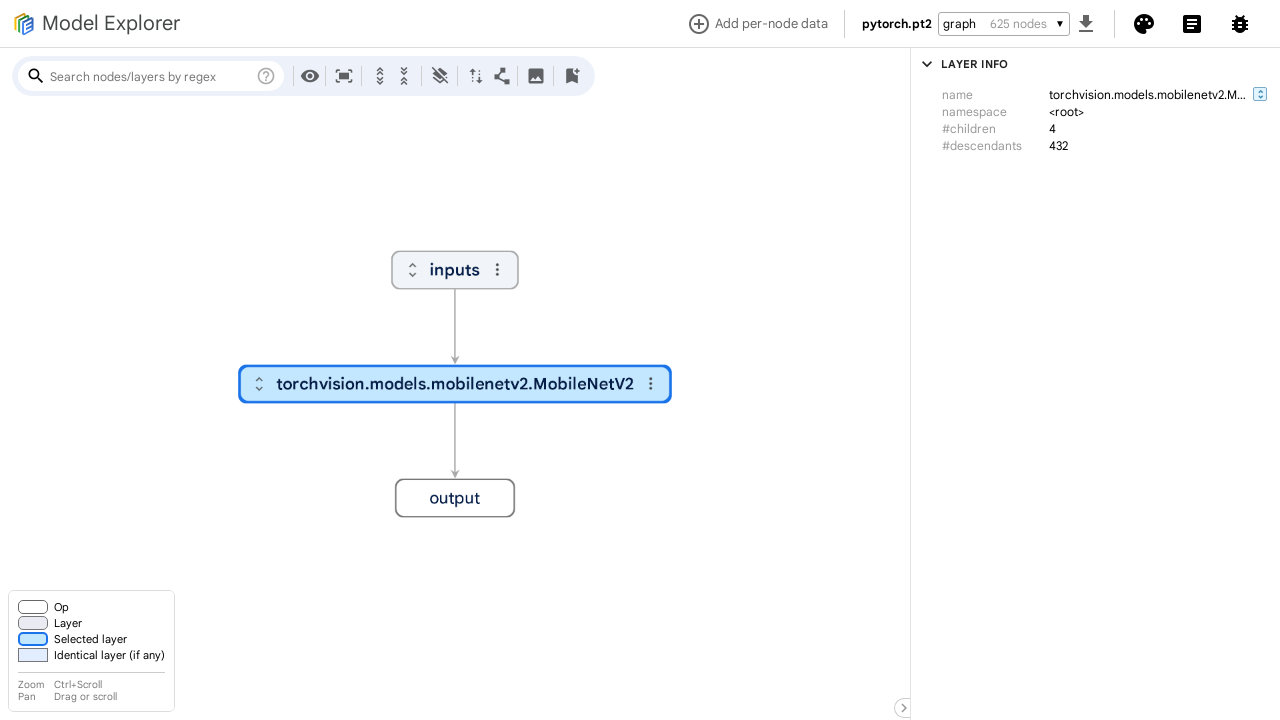 Model Explorer
Add per-node data
pytorch.pt2
graph 625 nodes
Search nodes/layers by regex
LAYER INFO
name torchvision.models.mobilenetv2.M...
namespace <root>
#children 4
#descendants 432
inputs
torchvision.models.mobilenetv2.MobileNetV2
output
Op
Layer
Selected layer
Identical layer (if any)
Zoom Ctrl+Scroll
Pan Drag or scroll